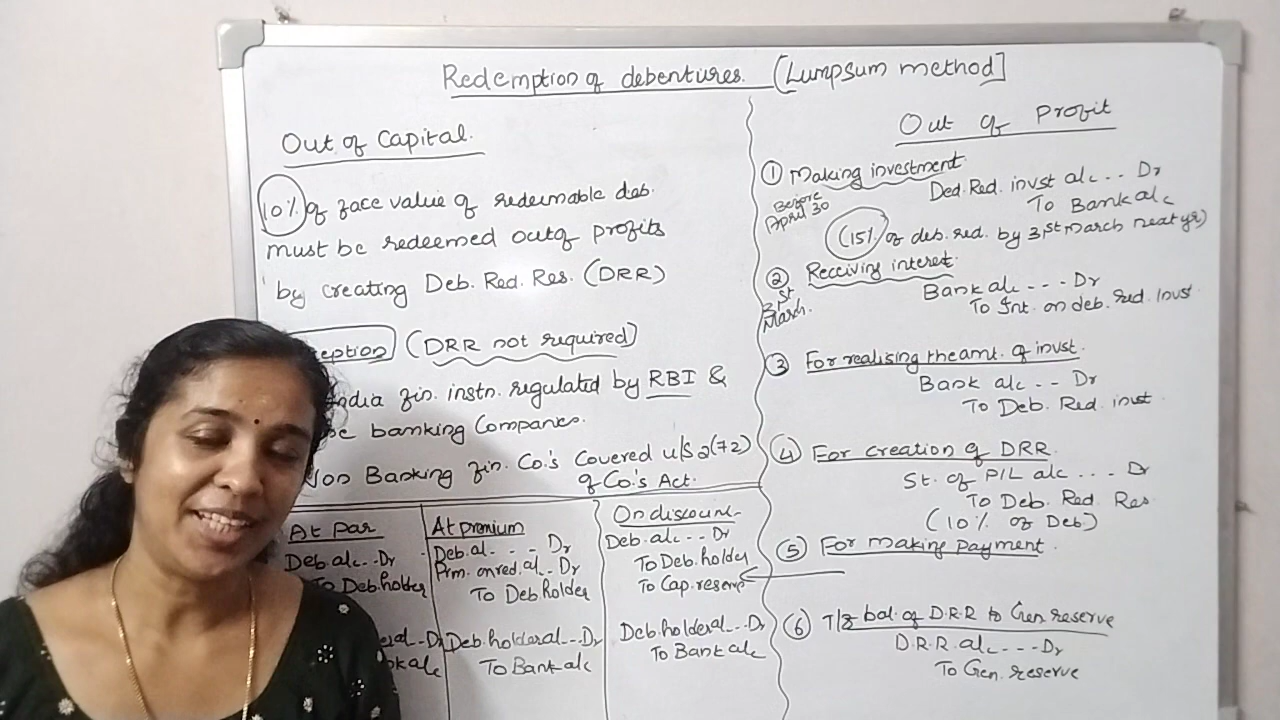 Redemption of debentures. (Lumpsum method]
Out of Capital.
10% of face value of redeemable deb.
must be redeemed out of profits
by creating Deb. Red. Res. (DRR)
(DRR not required)
India fin. instn. regulated by RBI &
banking Companies.
Non Banking fin. Co.'s Covered u/s 2(72)
of Co.'s Act.
At par
Deb. a/c... Dr
To Deb. holder
To Bank a/c
At premium
Deb. a/... Dr
Prm. on red. a/... Dr
To Deb. holder
Deb. holder a/... Dr
To Bank a/c
On discount
Deb. a/c... Dr
To Deb. holder
To Cap. reserve
Deb. holder a/... Dr
To Bank a/c
Out of Profit
① Making investment
Before
April 30
Ded. Red. invst a/c... Dr
To Bank a/c
(15% of deb. red. by 31st March next yr)
② Receiving interest.
31st
March.
Bank a/c - - - Dr
To Int. on deb. red. Invst
③ For realising the amt. of invst.
Bank a/c - - Dr
To Deb. Red. invst
④ For creation of DRR
St. of P/L a/c ... Dr
To Deb. Red. Res
(10% of Deb.)
⑤ For making payment.
⑥ T/f bal. of D.R.R to Gen. reserve
D.R.R. a/c...Dr
To Gen. reserve